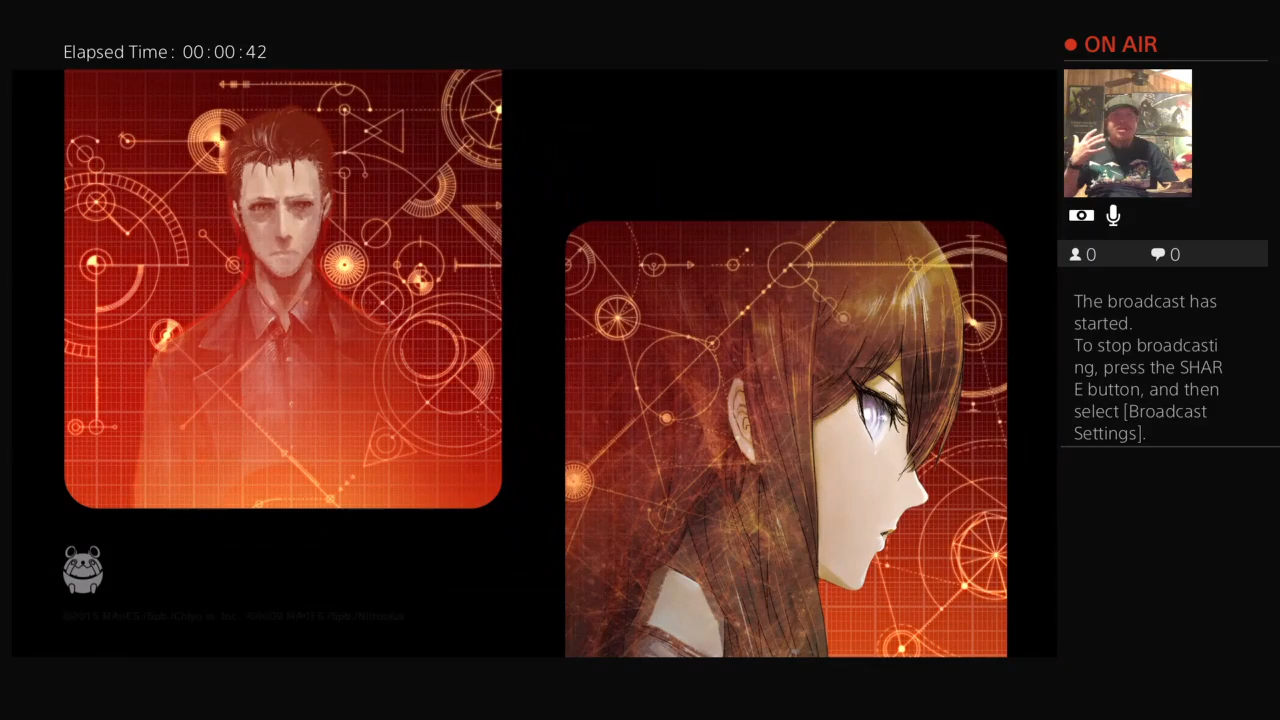 Elapsed Time: 00:00:42
ON AIR
0
0
The broadcast has
started.
To stop broadcasti
ng, press the SHAR
E button, and then
select [Broadcast
Settings].